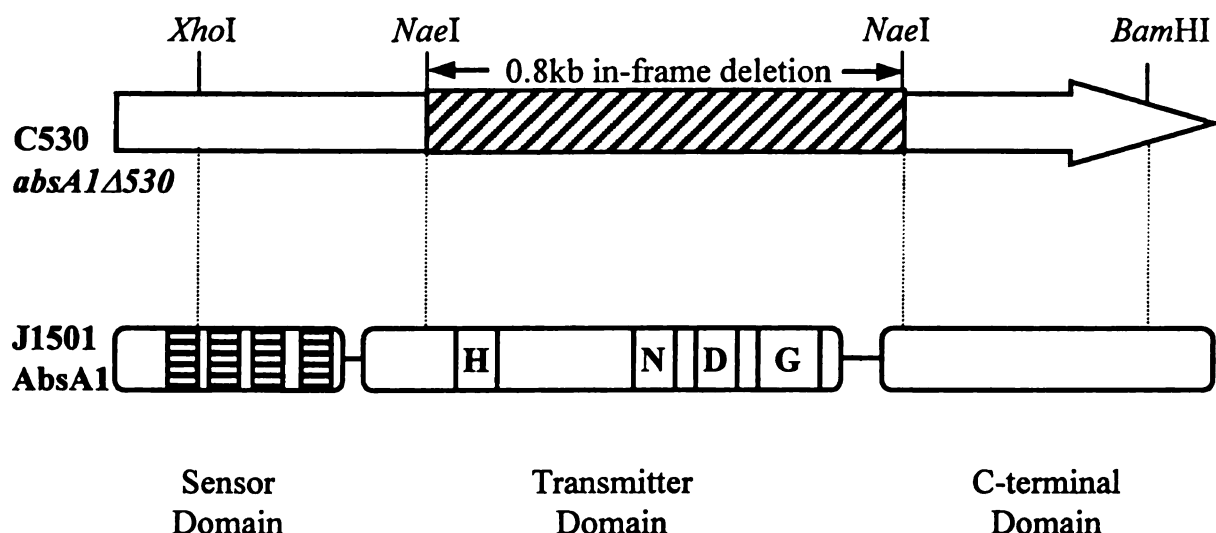 XhoI NaeI NaeI BamHI
0.8kb in-frame deletion
C530
absA1Δ530
J1501
AbsA1
H N D G
Sensor
Domain
Transmitter
Domain
C-terminal
Domain